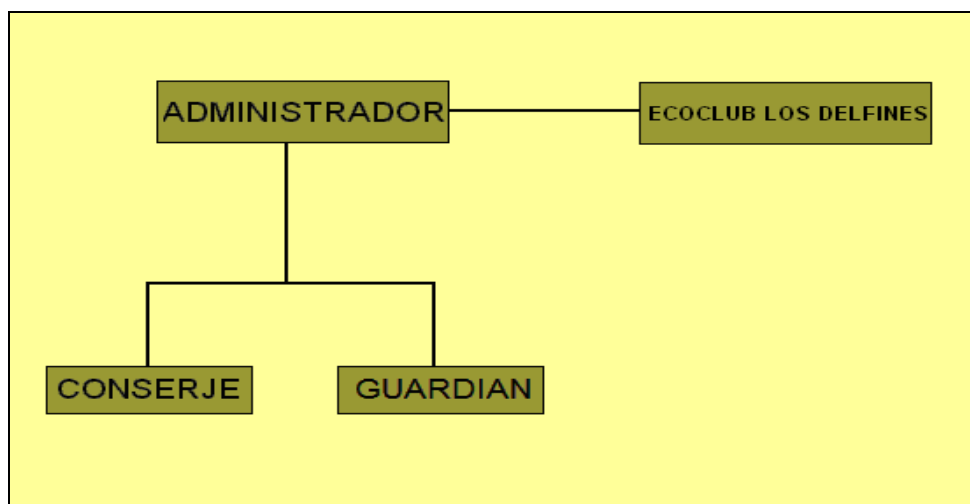 ADMINISTRADOR
ECOCLUB LOS DELFINES
CONSERJE
GUARDIAN